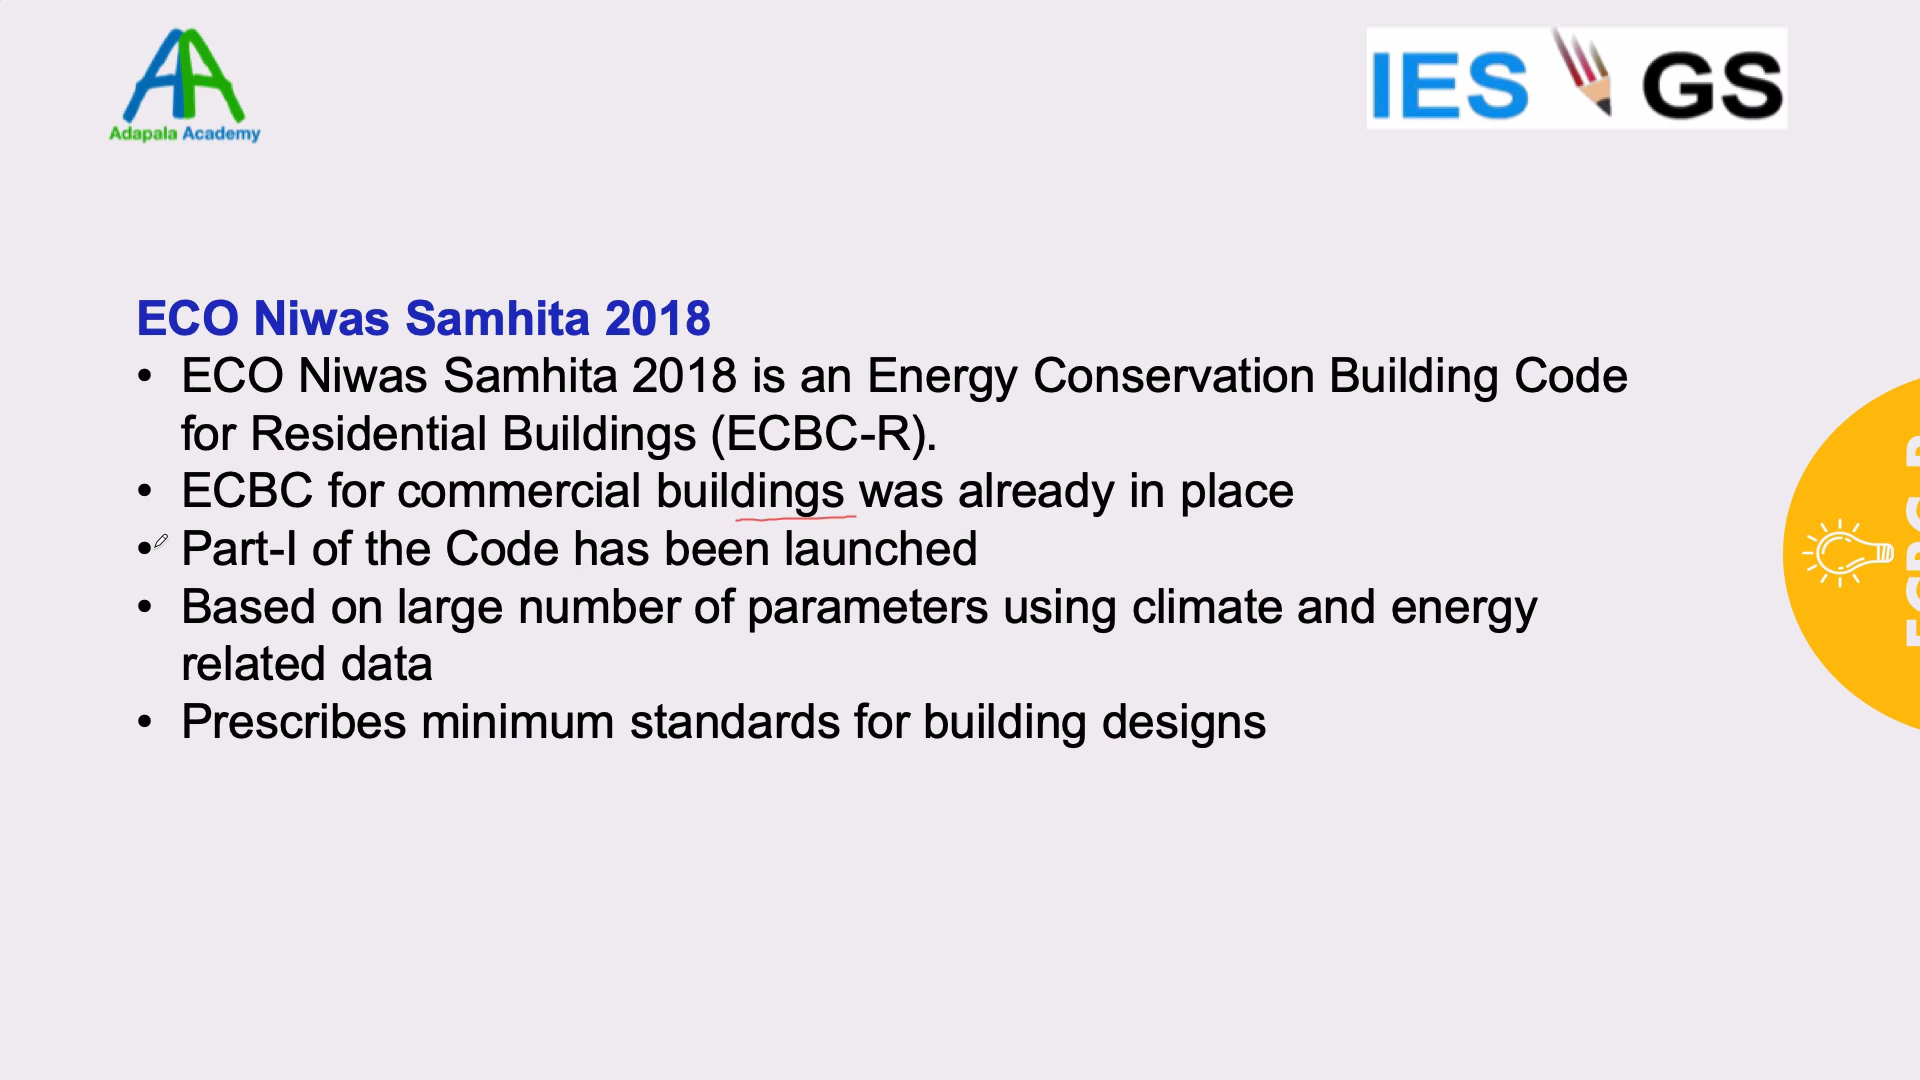 Adapala Academy
IES GS
ECO Niwas Samhita 2018
• ECO Niwas Samhita 2018 is an Energy Conservation Building Code
for Residential Buildings (ECBC-R).
• ECBC for commercial buildings was already in place
• Part-I of the Code has been launched
• Based on large number of parameters using climate and energy
related data
• Prescribes minimum standards for building designs